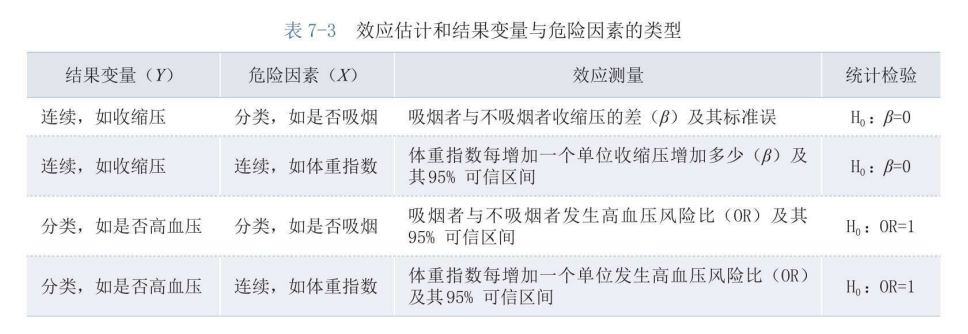 表 7-3 效应估计和结果变量与危险因素的类型
结果变量（Y） 危险因素（X） 效应测量 统计检验
连续，如收缩压 分类，如是否吸烟 吸烟者与不吸烟者收缩压的差（β）及其标准误 H₀：β=0
连续，如收缩压 连续，如体重指数 体重指数每增加一个单位收缩压增加多少（β）及
其95% 可信区间 H₀：β=0
分类，如是否高血压 分类，如是否吸烟 吸烟者与不吸烟者发生高血压风险比（OR）及其
95% 可信区间 H₀：OR=1
分类，如是否高血压 连续，如体重指数 体重指数每增加一个单位发生高血压风险比（OR）
及其95% 可信区间 H₀：OR=1